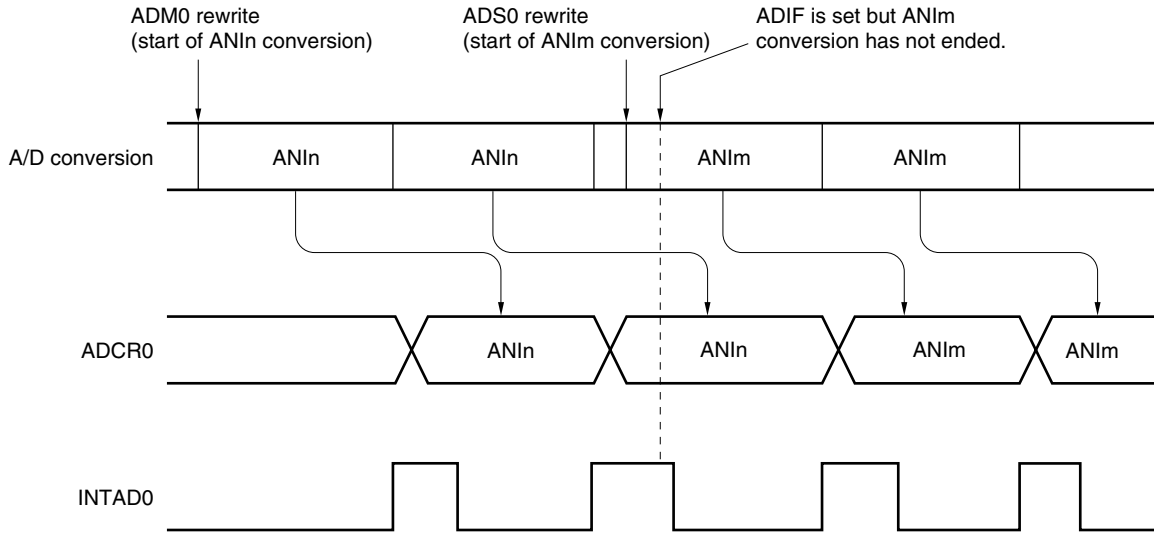 ADM0 rewrite
(start of ANIn conversion)
ADS0 rewrite
(start of ANIm conversion)
ADIF is set but ANIm
conversion has not ended.
A/D conversion
ANIn
ANIn
ANIm
ANIm
ADCR0
ANIn
ANIn
ANIm
ANIm
INTAD0